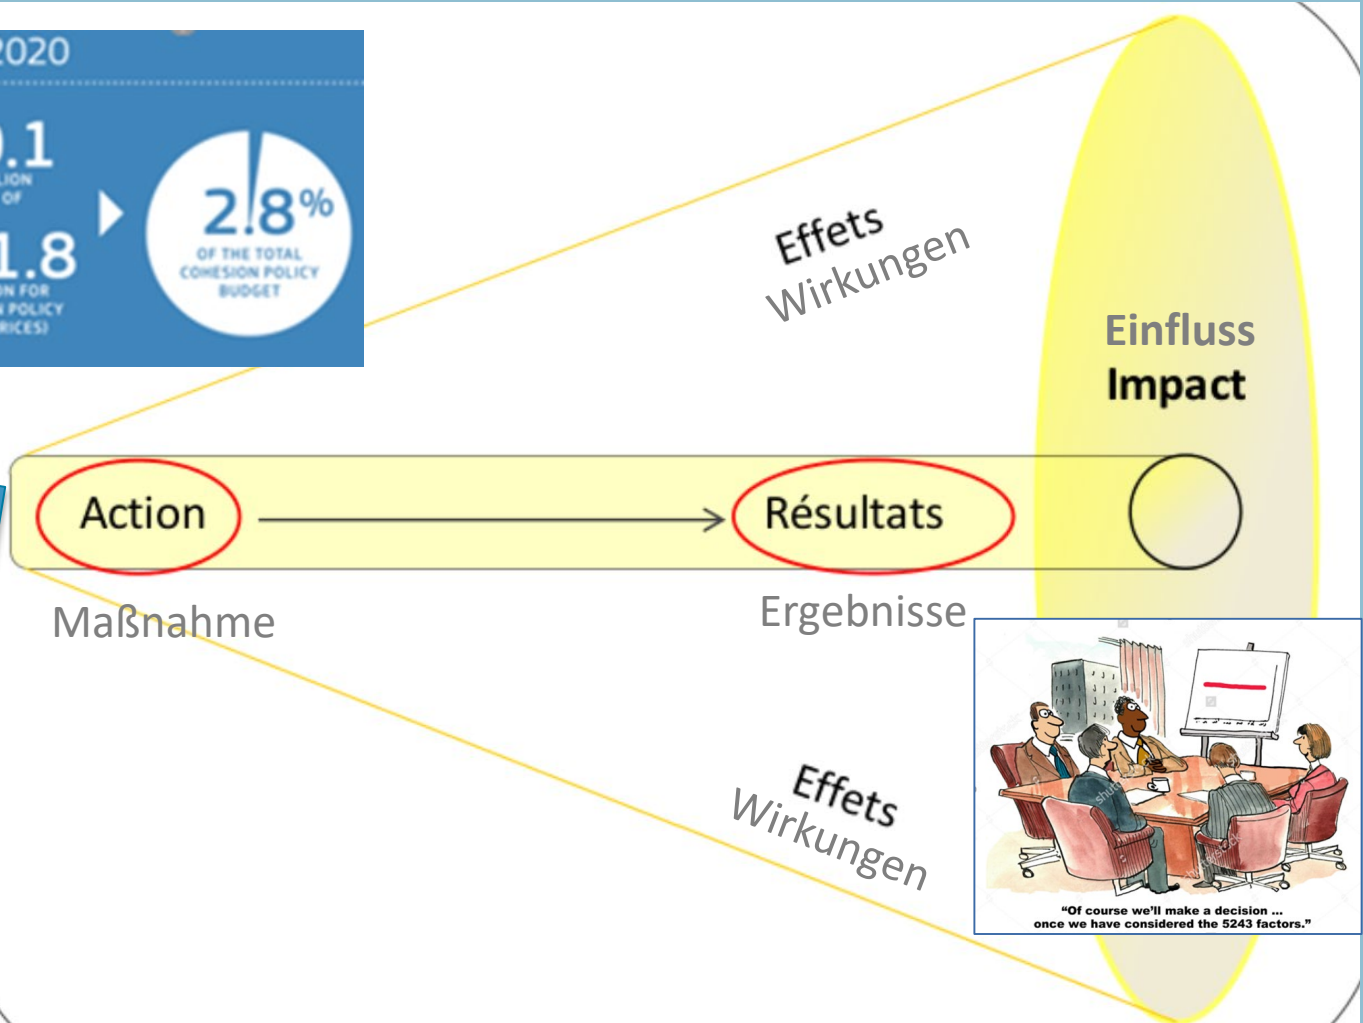 2020
.1
LION
OF
1.8
N FOR
POLICY
RICES)
2.8%
OF THE TOTAL
COHESION POLICY
BUDGET
Effets
Wirkungen
Einfluss
Impact
Action
Résultats
Maßnahme
Ergebnisse
Effets
Wirkungen
shutterstock
"Of course we'll make a decision ...
once we have considered the 5243 factors."